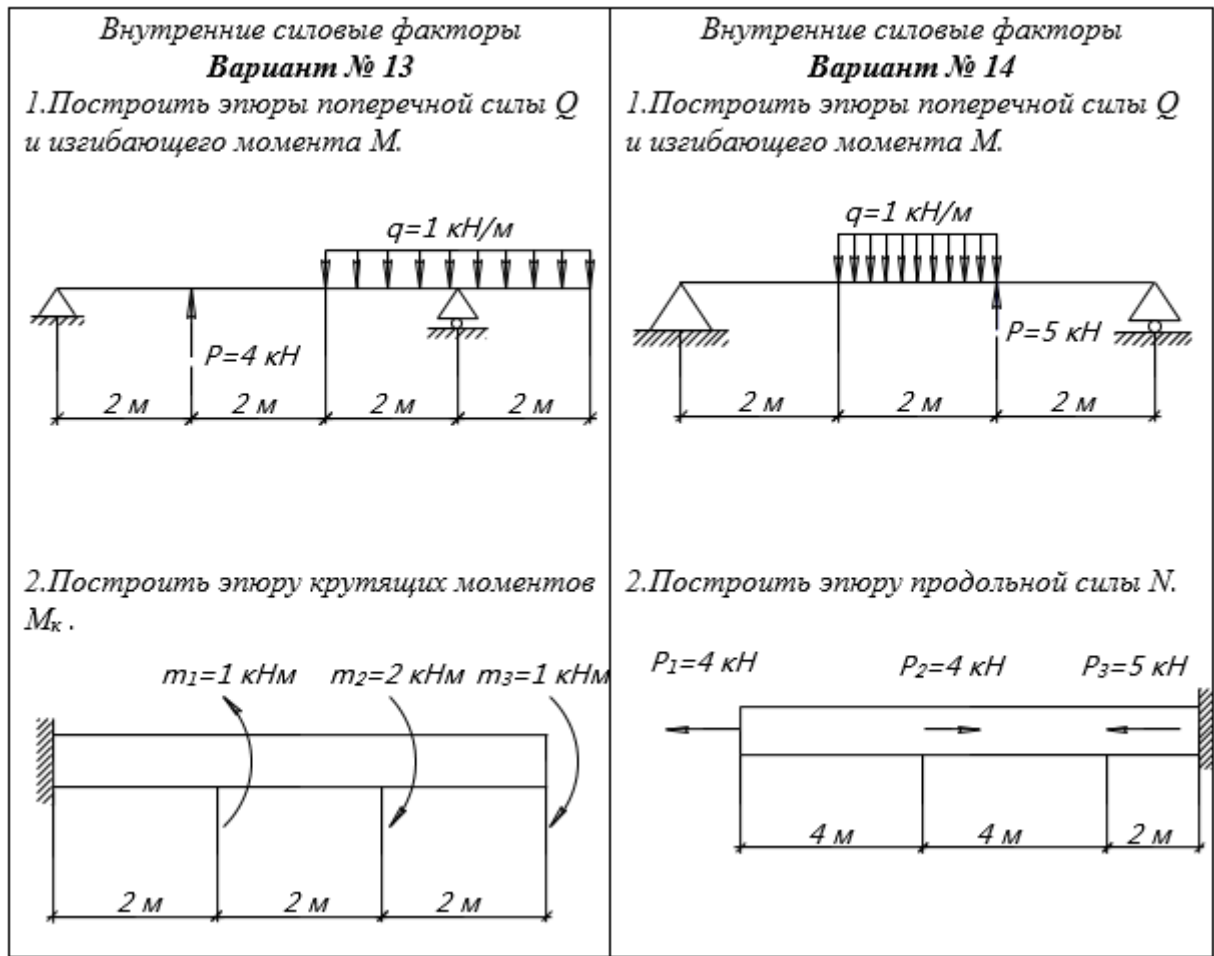 Внутренние силовые факторы
Вариант № 13
1.Построить эпюры поперечной силы Q
и изгибающего момента М.
q=1 кН/м
P=4 кН
2 м
2 м
2 м
2 м
2.Построить эпюру крутящих моментов
Мк .
m1=1 кНм
m2=2 кНм
m3=1 кНм
2 м
2 м
2 м
Внутренние силовые факторы
Вариант № 14
1.Построить эпюры поперечной силы Q
и изгибающего момента М.
q=1 кН/м
P=5 кН
2 м
2 м
2 м
2.Построить эпюру продольной силы N.
P1=4 кН
P2=4 кН
P3=5 кН
4 м
4 м
2 м